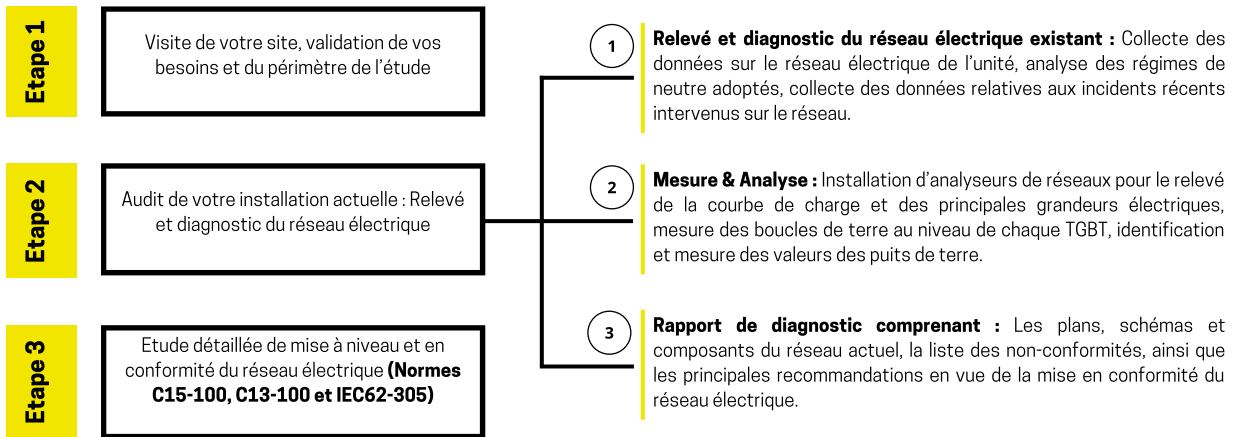 Etape 1
Visite de votre site, validation de vos
besoins et du périmètre de l’étude
Etape 2
Audit de votre installation actuelle : Relevé
et diagnostic du réseau électrique
Etape 3
Etude détaillée de mise à niveau et en
conformité du réseau électrique (Normes
C15-100, C13-100 et IEC62-305)
1
Relevé et diagnostic du réseau électrique existant : Collecte des
données sur le réseau électrique de l’unité, analyse des régimes de
neutre adoptés, collecte des données relatives aux incidents récents
intervenus sur le réseau.
2
Mesure & Analyse : Installation d’analyseurs de réseaux pour le relevé
de la courbe de charge et des principales grandeurs électriques,
mesure des boucles de terre au niveau de chaque TGBT, identification
et mesure des valeurs des puits de terre.
3
Rapport de diagnostic comprenant : Les plans, schémas et
composants du réseau actuel, la liste des non-conformités, ainsi que
les principales recommandations en vue de la mise en conformité du
réseau électrique.